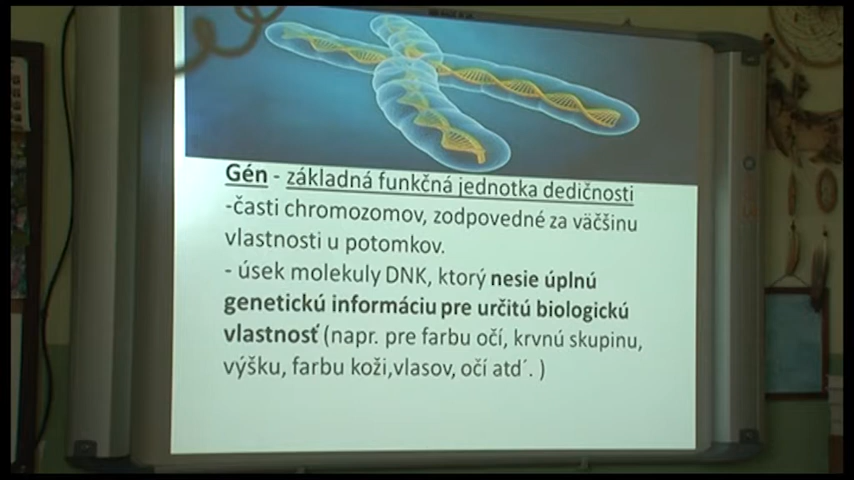 Gén - základná funkčná jednotka dedičnosti
-časti chromozomov, zodpovedné za väčšinu
vlastnosti u potomkov.
- úsek molekuly DNK, ktorý nesie úplnú
genetickú informáciu pre určitú biologickú
vlastnosť (napr. pre farbu očí, krvnú skupinu,
výšku, farbu koži,vlasov, očí atď. )